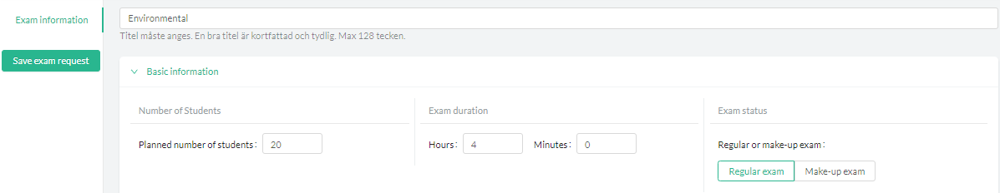 Exam information
Save exam request
Environmental
Titel måste anges. En bra titel är kortfattad och tydlig. Max 128 tecken.
Basic information
Number of Students
Planned number of students: 20
Exam duration
Hours: 4 Minutes: 0
Exam status
Regular or make-up exam:
Regular exam Make-up exam